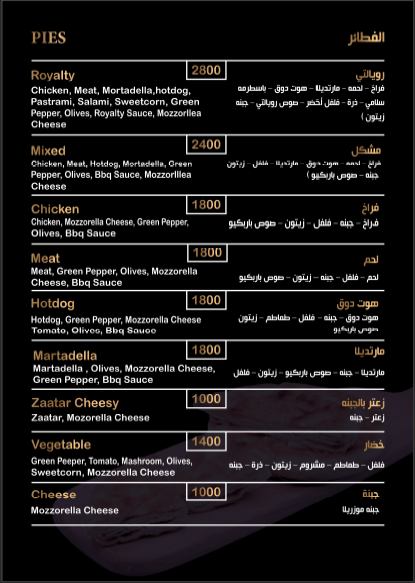 PIES
الفطائر
Royalty
2800
رويالتي
Chicken, Meat, Mortadella,hotdog,
Pastrami, Salami, Sweetcorn, Green
Pepper, Olives, Royalty Sauce, Mozzorllea
Cheese
فراخ – لحمه – مارتديلا – هوت دوق – باسطرمه
سلامي – ذرة – فلفل أخضر – صوص رويالتي – جبنه
زيتون )
Mixed
2400
مشكل
Chicken, Meat, Hotdog, Mortadella, Green
Pepper, Olives, Bbq Sauce, Mozzorlllea
Cheese
فراخ – لحمه – هوت دوق – مارتديلا – فلفل – زيتون
جبنه – صوص باربكيو )
Chicken
1800
فراخ
Chicken, Mozzorella Cheese, Green Pepper,
Olives, Bbq Sauce
فراخ – جبنه – فلفل – زيتون – صوص باربكيو
Meat
1800
لحم
Meat, Green Pepper, Olives, Mozzorella
Cheese, Bbq Sauce
لحم – فلفل – جبنه – زيتون – صوص باربكيو
Hotdog
1800
هوت دوق
Hotdog, Green Pepper, Mozzorella Cheese
Tomato, Olives, Bbq Sauce
هوت دوق – جبنه – فلفل – طماطم – زيتون
صوص باربكيو
Martadella
1800
مارتديلا
Martadella , Olives, Mozzorella Cheese,
Green Pepper, Bbq Sauce
مارتديلا – جبنه – صوص باربكيو – زيتون – فلفل
Zaatar Cheesy
1000
زعتر بالجبنه
Zaatar, Mozorella Cheese
زعتر – جبنه
Vegetable
1400
خضار
Green Peeper, Tomato, Mashroom, Olives,
Sweetcorn, Mozzorella Cheese
فلفل – طماطم – مشروم – زيتون – ذرة – جبنه
Cheese
1000
جبنة
Mozzorella Cheese
جبنه موزريلا